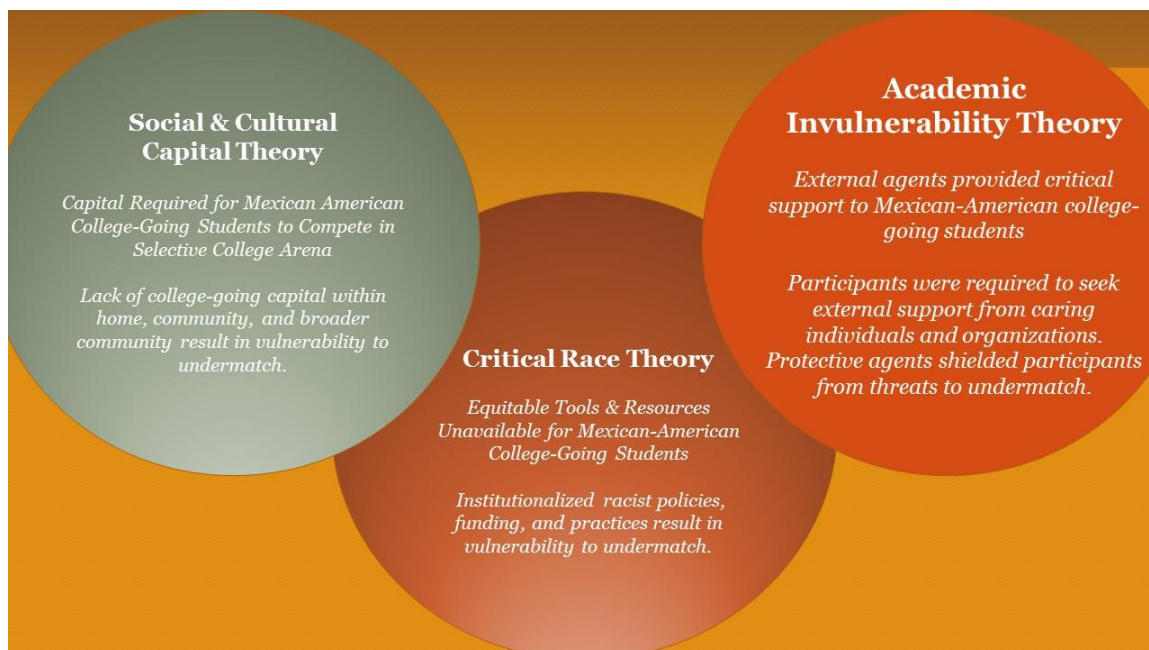 Social & Cultural
Capital Theory
Capital Required for Mexican American
College-Going Students to Compete in
Selective College Arena
Lack of college-going capital within
home, community, and broader
community result in vulnerability to
undermatch.
Critical Race Theory
Equitable Tools & Resources
Unavailable for Mexican-American
College-Going Students
Institutionalized racist policies,
funding, and practices result in
vulnerability to undermatch.
Academic
Invulnerability Theory
External agents provided critical
support to Mexican-American college-
going students
Participants were required to seek
external support from caring
individuals and organizations.
Protective agents shielded participants
from threats to undermatch.